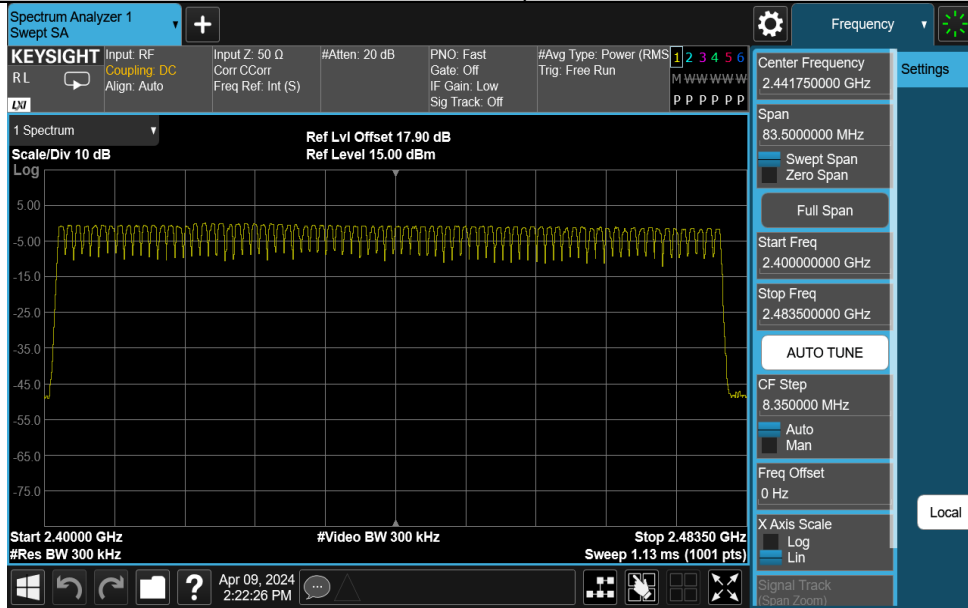 Spectrum Analyzer 1
Swept SA
+
Frequency
KEYSIGHT
RL
LXI
Input: RF
Coupling: DC
Align: Auto
Input Z: 50 Ω
Corr CCorr
Freq Ref: Int (S)
#Atten: 20 dB
PNO: Fast
Gate: Off
IF Gain: Low
Sig Track: Off
#Avg Type: Power (RMS
Trig: Free Run
1 2 3 4 5 6
M W W W W W
P P P P P P
1 Spectrum
Scale/Div 10 dB
Ref Lvl Offset 17.90 dB
Ref Level 15.00 dBm
Log
5.00
-5.00
-15.0
-25.0
-35.0
-45.0
-55.0
-65.0
-75.0
Start 2.40000 GHz
#Video BW 300 kHz
Stop 2.48350 GHz
#Res BW 300 kHz
Sweep 1.13 ms (1001 pts)
?
Apr 09, 2024
2:22:26 PM
Center Frequency
2.441750000 GHz
Settings
Span
83.5000000 MHz
Swept Span
Zero Span
Full Span
Start Freq
2.400000000 GHz
Stop Freq
2.483500000 GHz
AUTO TUNE
CF Step
8.350000 MHz
Auto
Man
Freq Offset
0 Hz
Local
X Axis Scale
Log
Lin
Signal Track
(Span Zoom)